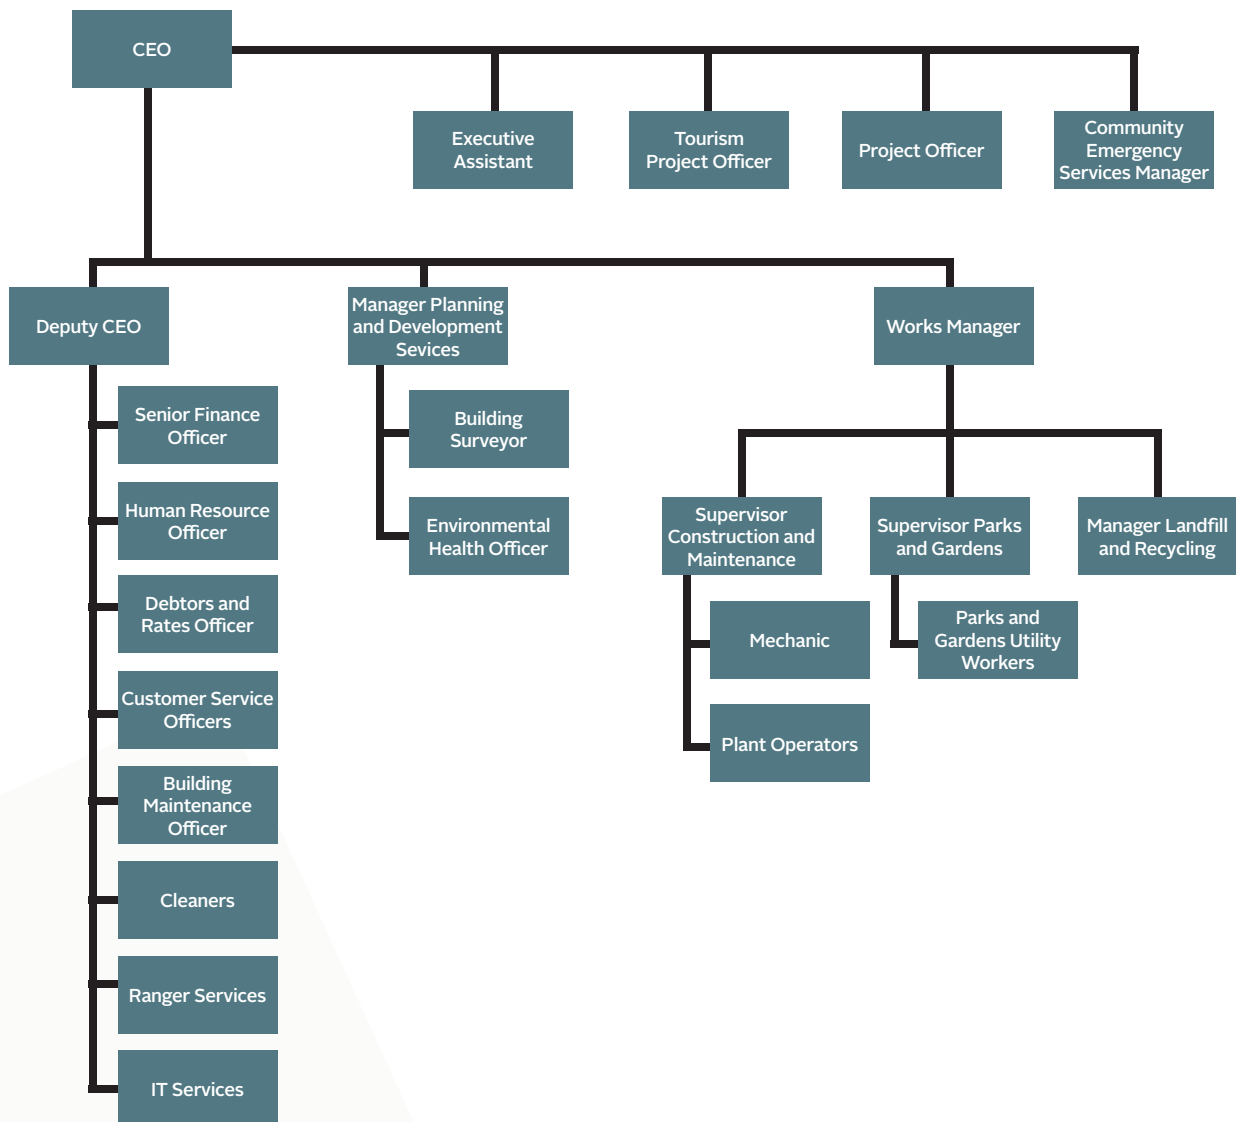 CEO
Executive
Assistant
Tourism
Project Officer
Project Officer
Community
Emergency
Services Manager
Deputy CEO
Manager Planning
and Development
Sevices
Works Manager
Senior Finance
Officer
Human Resource
Officer
Debtors and
Rates Officer
Customer Service
Officers
Building
Maintenance
Officer
Cleaners
Ranger Services
IT Services
Building
Surveyor
Environmental
Health Officer
Supervisor
Construction and
Maintenance
Mechanic
Plant Operators
Supervisor Parks
and Gardens
Parks and
Gardens Utility
Workers
Manager Landfill
and Recycling